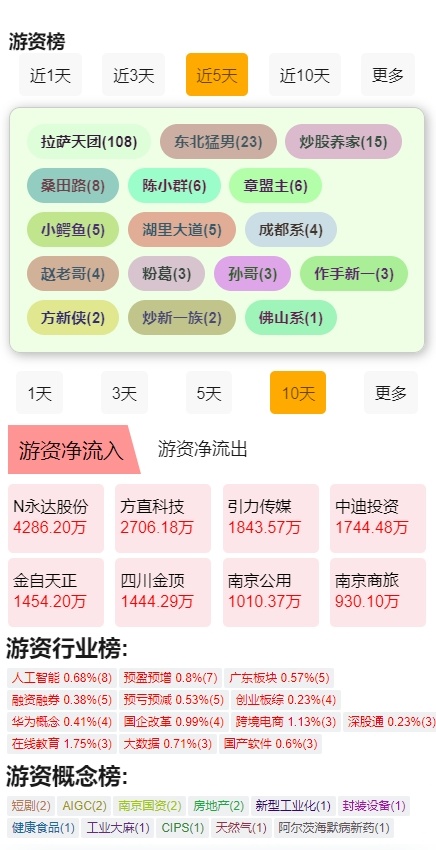 游资榜
近1天 近3天 近5天 近10天 更多
拉萨天团(108) 东北猛男(23) 炒股养家(15)
桑田路(8) 陈小群(6) 章盟主(6)
小鳄鱼(5) 湖里大道(5) 成都系(4)
赵老哥(4) 粉葛(3) 孙哥(3) 作手新一(3)
方新侠(2) 炒新一族(2) 佛山系(1)
1天 3天 5天 10天 更多
游资净流入 游资净流出
N永达股份 方直科技 引力传媒 中迪投资
4286.20万 2706.18万 1843.57万 1744.48万
金自天正 四川金顶 南京公用 南京商旅
1454.20万 1444.29万 1010.37万 930.10万
游资行业榜:
人工智能 0.68%(8) 预盈预增 0.8%(7) 广东板块 0.57%(5)
融资融券 0.38%(5) 预亏预减 0.53%(5) 创业板综 0.23%(4)
华为概念 0.41%(4) 国企改革 0.99%(4) 跨境电商 1.13%(3) 深股通 0.23%(3)
在线教育 1.75%(3) 大数据 0.71%(3) 国产软件 0.6%(3)
游资概念榜:
短剧(2) AIGC(2) 南京国资(2) 房地产(2) 新型工业化(1) 封装设备(1)
健康食品(1) 工业大麻(1) CIPS(1) 天然气(1) 阿尔茨海默病新药(1)